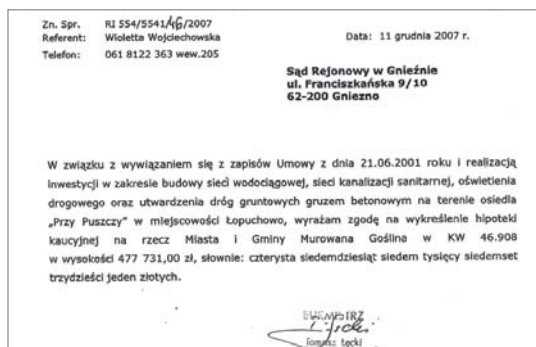 Zn. Spr. RI 554/5541/46/2007
Referent: Wioletta Wojciechowska
Data: 11 grudnia 2007 r.
Telefon: 061 8122 363 wew.205
Sąd Rejonowy w Gnieźnie
ul. Franciszkańska 9/10
62-200 Gniezno
W związku z wywiązaniem się z zapisów Umowy z dnia 21.06.2001 roku i realizacją
inwestycji w zakresie budowy sieci wodociągowej, sieci kanalizacji sanitarnej, oświetlenia
drogowego oraz utwardzenia dróg gruntowych gruzem betonowym na terenie osiedla
„Przy Puszczy" w miejscowości Łopuchowo, wyrażam zgodę na wykreślenie hipoteki
kaucyjnej na rzecz Miasta i Gminy Murowana Goślina w KW 46.908
w wysokości 477 731,00 zł, słownie: czterysta siedemdziesiąt siedem tysięcy siedemset
trzydzieści jeden złotych.
BURMISTRZ
Tomasz Łęcki